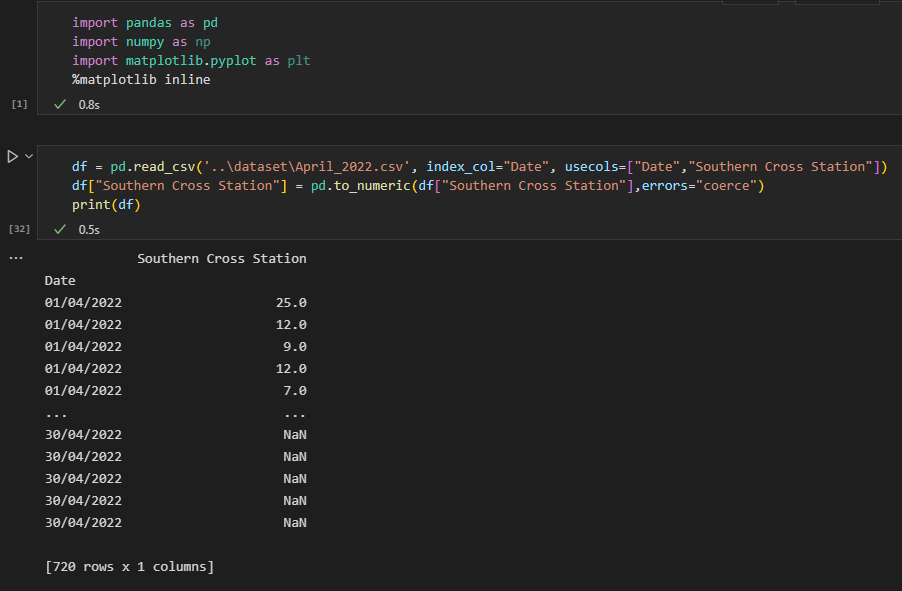 import pandas as pd
import numpy as np
import matplotlib.pyplot as plt
%matplotlib inline
[1]
0.8s
df = pd.read_csv('..\dataset\April_2022.csv', index_col="Date", usecols=["Date","Southern Cross Station"])
df["Southern Cross Station"] = pd.to_numeric(df["Southern Cross Station"],errors="coerce")
print(df)
[32]
0.5s
...
Southern Cross Station
Date
01/04/2022 25.0
01/04/2022 12.0
01/04/2022 9.0
01/04/2022 12.0
01/04/2022 7.0
... ...
30/04/2022 NaN
30/04/2022 NaN
30/04/2022 NaN
30/04/2022 NaN
30/04/2022 NaN
[720 rows x 1 columns]